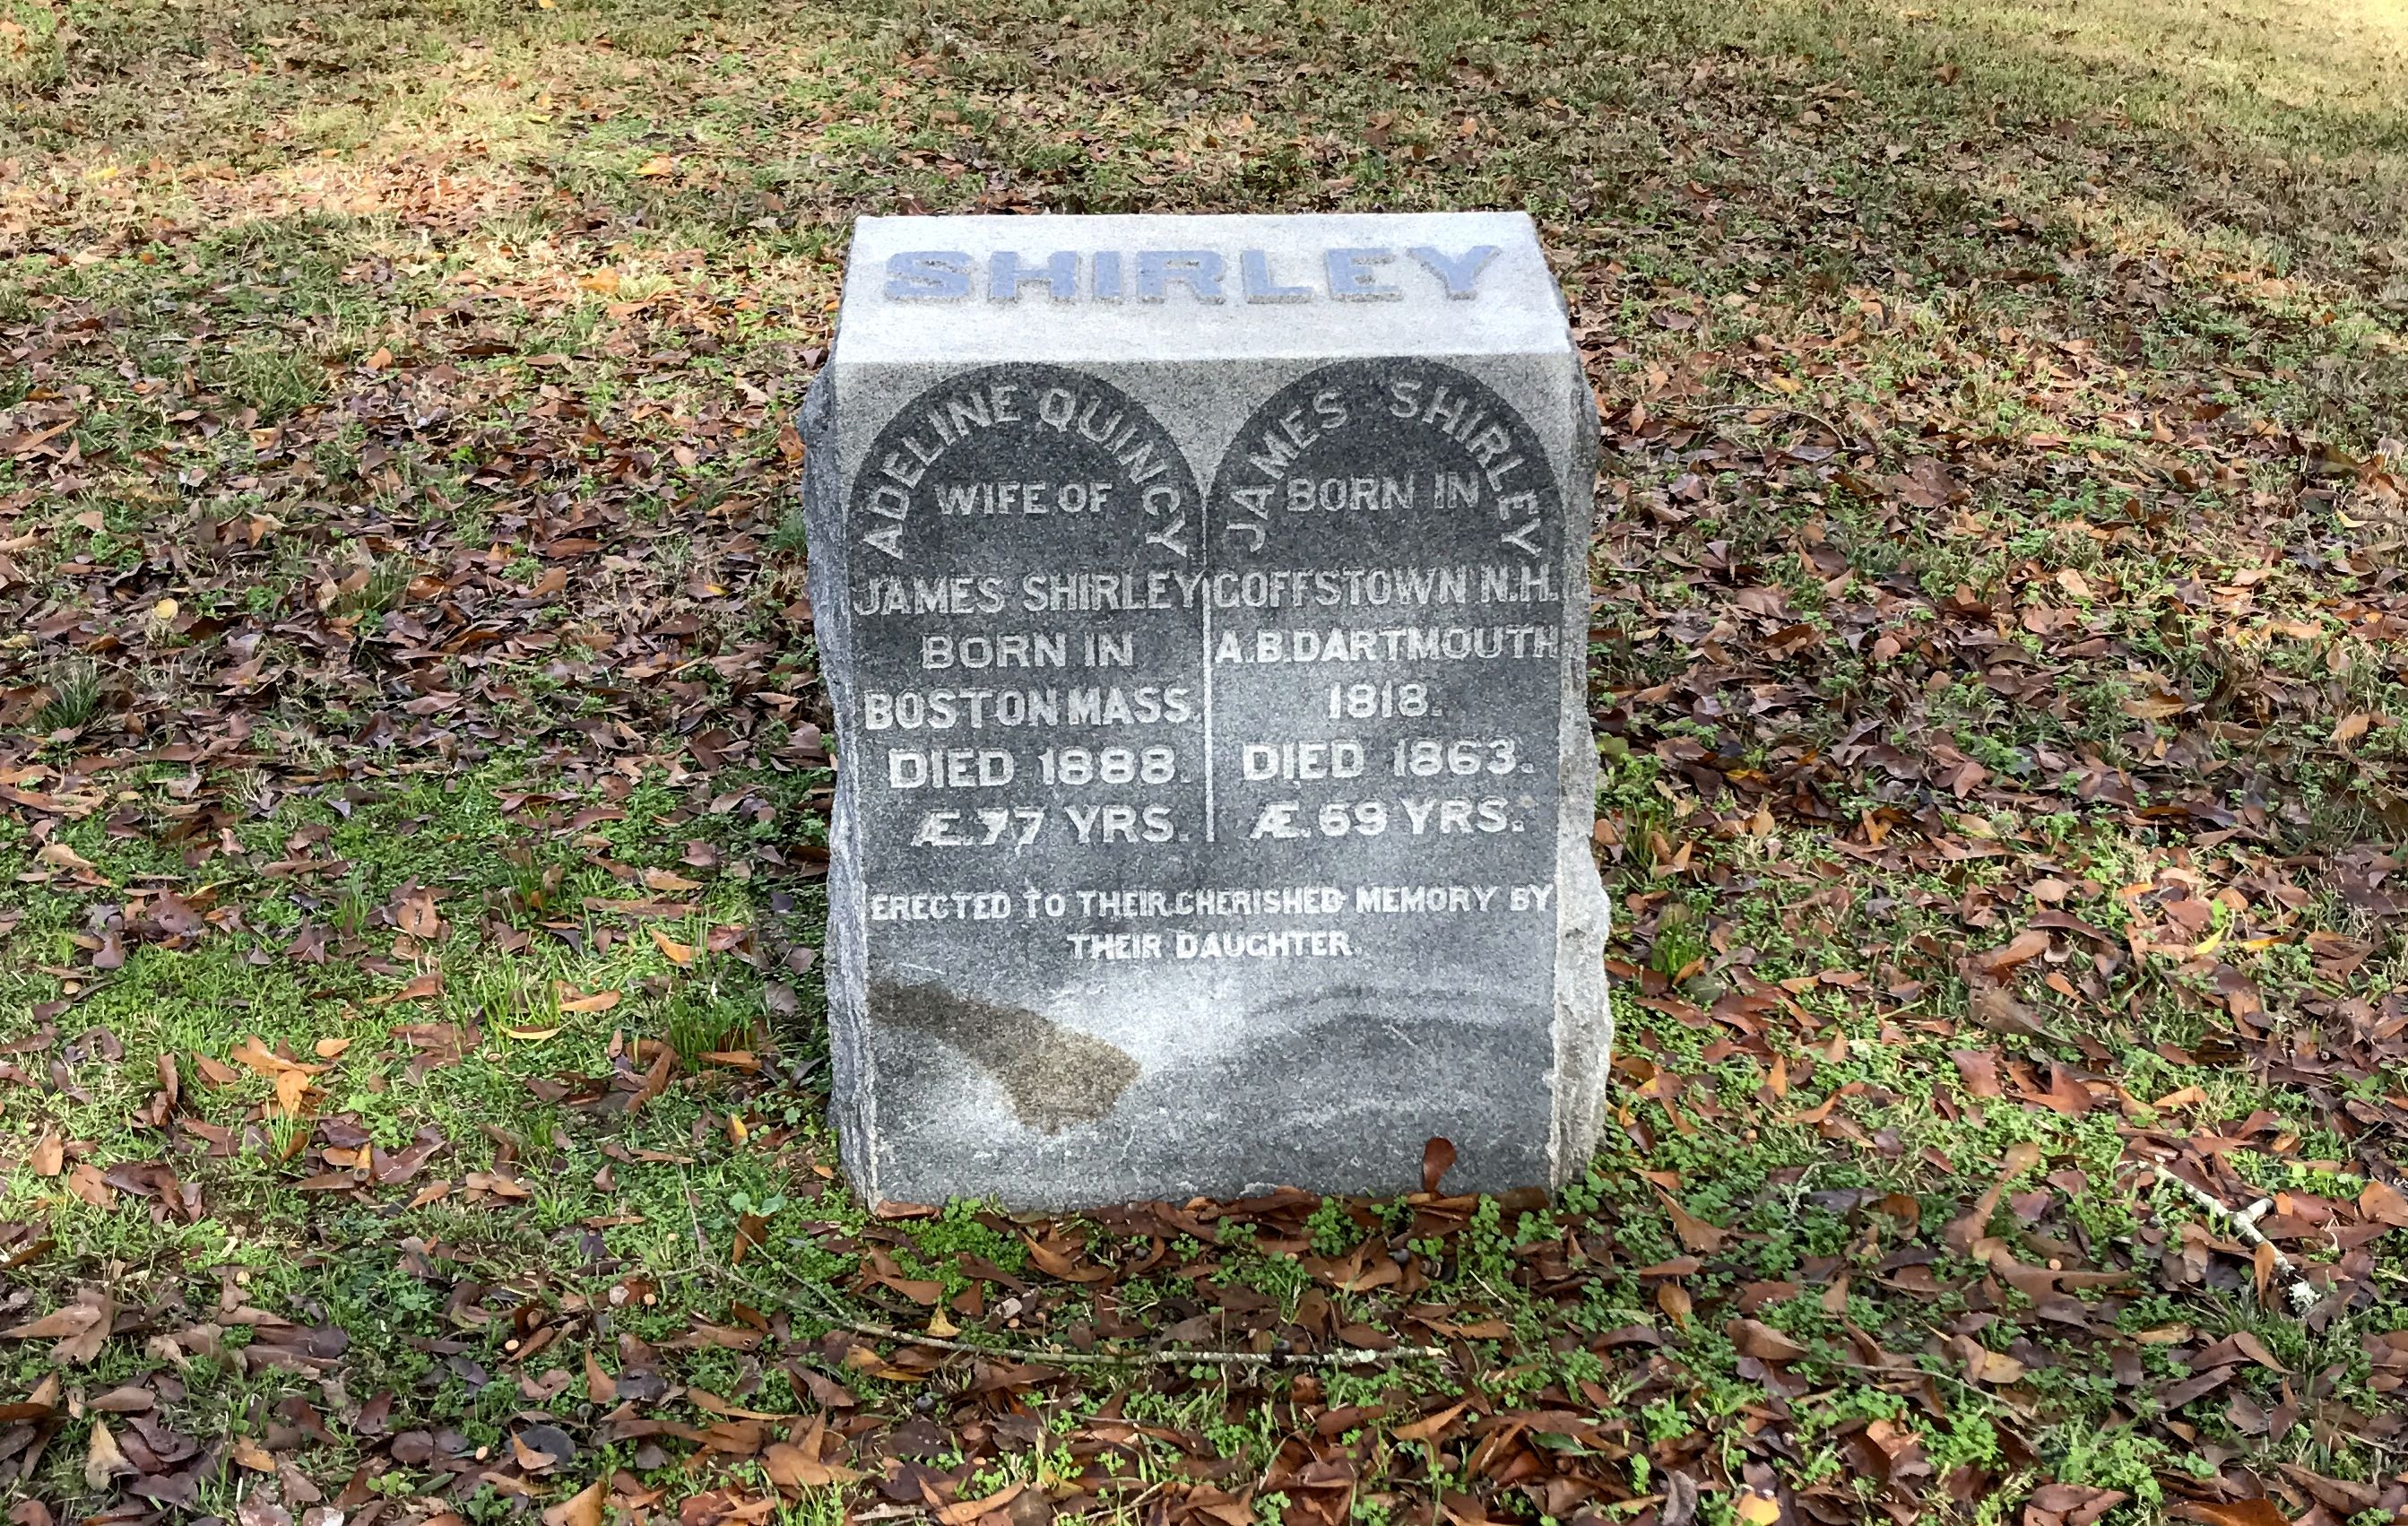 SHIRLEY
ADELINE QUINCY
WIFE OF
JAMES SHIRLEY
BORN IN
BOSTON MASS.
DIED 1888.
Æ.77 YRS.
JAMES SHIRLEY
BORN IN
GOFFSTOWN N.H.
A.B. DARTMOUTH
1818.
DIED 1863.
Æ.69 YRS.
ERECTED TO THEIR CHERISHED MEMORY BY
THEIR DAUGHTER.